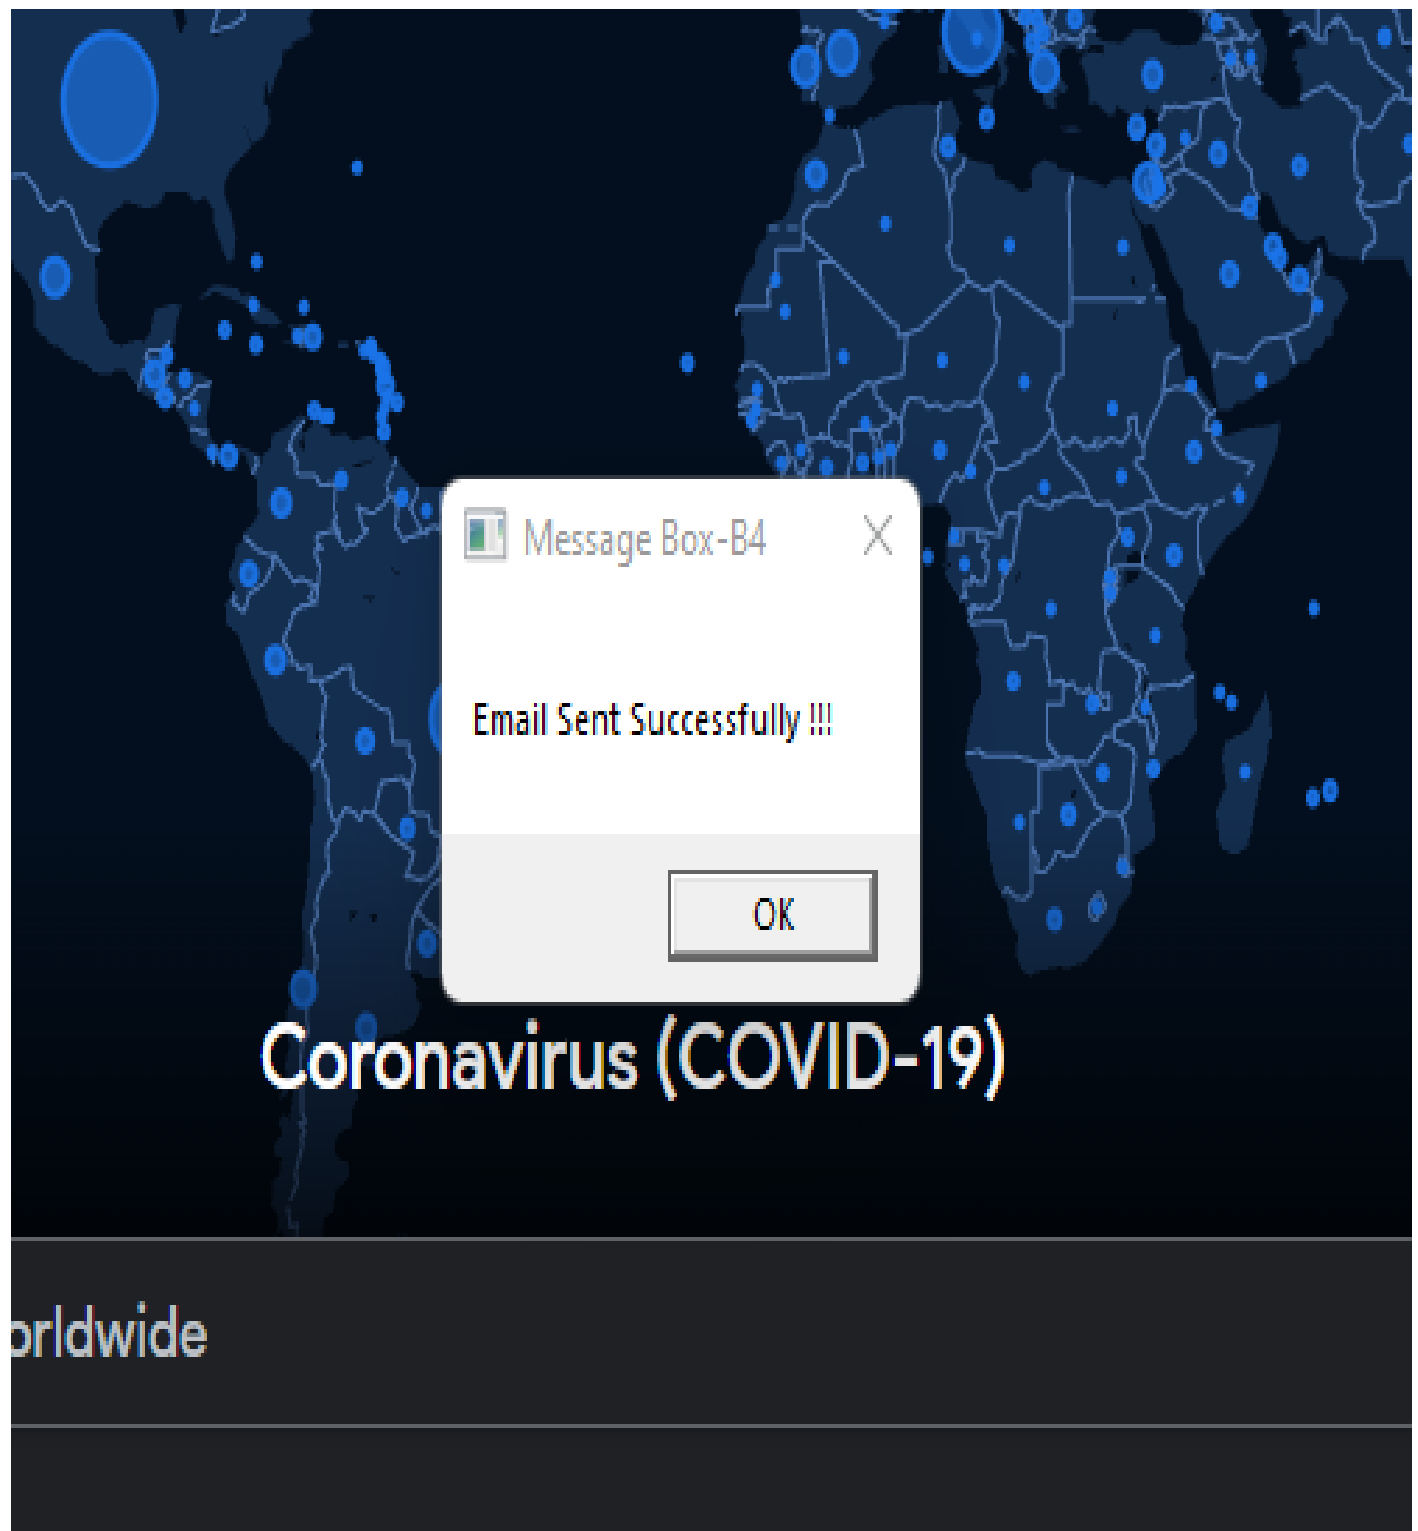 Message Box-B4
Email Sent Successfully !!!
OK
Coronavirus (COVID-19)
orldwide